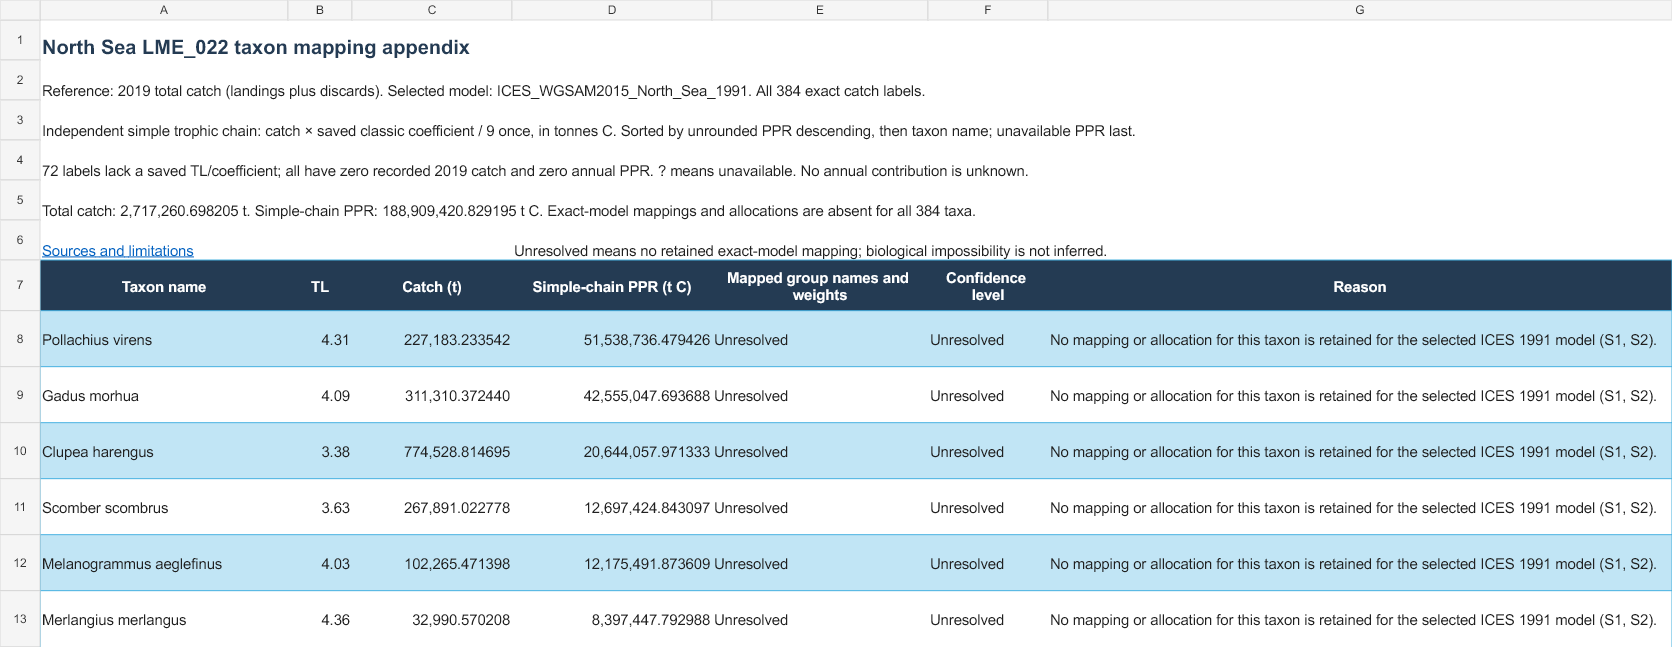 A B C D E F G
1 North Sea LME_022 taxon mapping appendix
2 Reference: 2019 total catch (landings plus discards). Selected model: ICES_WGSAM2015_North_Sea_1991. All 384 exact catch labels.
3 Independent simple trophic chain: catch × saved classic coefficient / 9 once, in tonnes C. Sorted by unrounded PPR descending, then taxon name; unavailable PPR last.
4 72 labels lack a saved TL/coefficient; all have zero recorded 2019 catch and zero annual PPR. ? means unavailable. No annual contribution is unknown.
5 Total catch: 2,717,260.698205 t. Simple-chain PPR: 188,909,420.829195 t C. Exact-model mappings and allocations are absent for all 384 taxa.
6 Sources and limitations Unresolved means no retained exact-model mapping; biological impossibility is not inferred.
7 Taxon name TL Catch (t) Simple-chain PPR (t C) Mapped group names and weights Confidence level Reason
8 Pollachius virens 4.31 227,183.233542 51,538,736.479426 Unresolved Unresolved No mapping or allocation for this taxon is retained for the selected ICES 1991 model (S1, S2).
9 Gadus morhua 4.09 311,310.372440 42,555,047.693688 Unresolved Unresolved No mapping or allocation for this taxon is retained for the selected ICES 1991 model (S1, S2).
10 Clupea harengus 3.38 774,528.814695 20,644,057.971333 Unresolved Unresolved No mapping or allocation for this taxon is retained for the selected ICES 1991 model (S1, S2).
11 Scomber scombrus 3.63 267,891.022778 12,697,424.843097 Unresolved Unresolved No mapping or allocation for this taxon is retained for the selected ICES 1991 model (S1, S2).
12 Melanogrammus aeglefinus 4.03 102,265.471398 12,175,491.873609 Unresolved Unresolved No mapping or allocation for this taxon is retained for the selected ICES 1991 model (S1, S2).
13 Merlangius merlangus 4.36 32,990.570208 8,397,447.792988 Unresolved Unresolved No mapping or allocation for this taxon is retained for the selected ICES 1991 model (S1, S2).